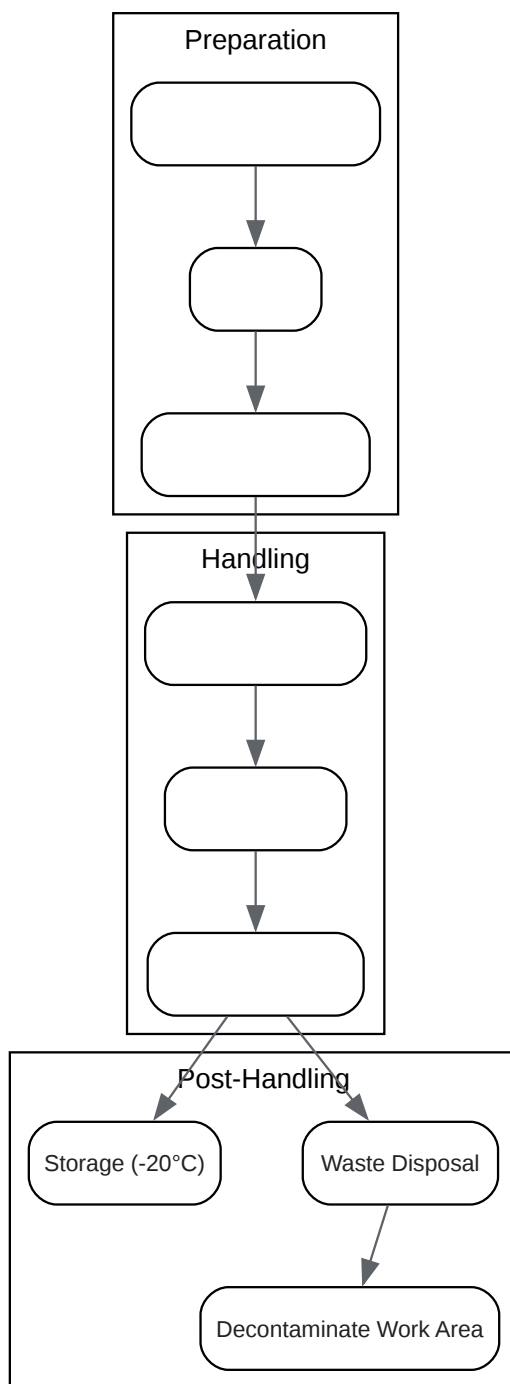 Preparation
Handling
Post-Handling
Storage (-20°C)
Waste Disposal
Decontaminate Work Area